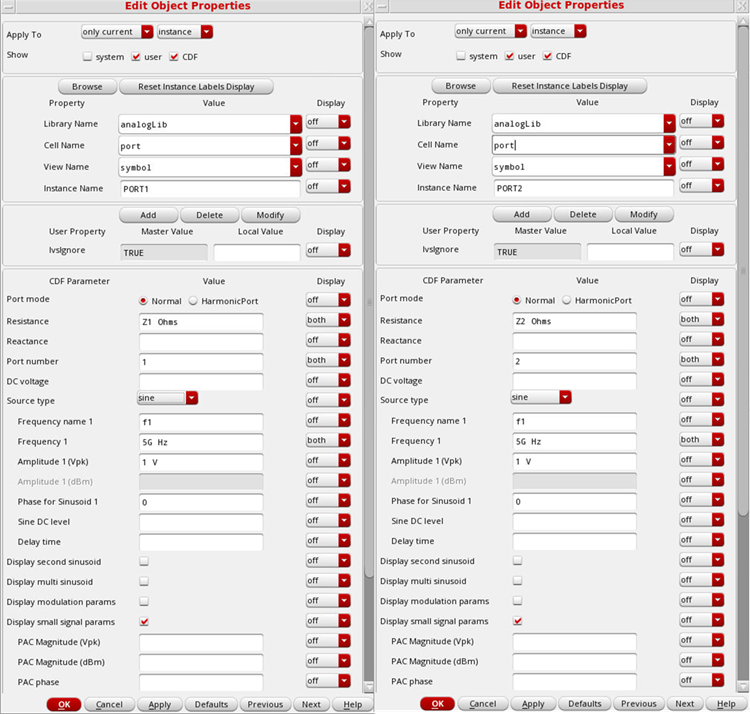 Edit Object Properties
Apply To only current instance
Show system user CDF
Browse Reset Instance Labels Display
Property Value Display
Library Name analogLib off
Cell Name port off
View Name symbol off
Instance Name PORT1 off
Add Delete Modify
User Property Master Value Local Value Display
lvsIgnore TRUE off
CDF Parameter Value Display
Port mode Normal HarmonicPort off
Resistance Z1 Ohms both
Reactance off
Port number 1 both
DC voltage off
Source type sine off
Frequency name 1 f1 off
Frequency 1 5G Hz both
Amplitude 1 (Vpk) 1 V off
Amplitude 1 (dBm) off
Phase for Sinusoid 1 0 off
Sine DC level off
Delay time off
Display second sinusoid off
Display multi sinusoid off
Display modulation params off
Display small signal params off
PAC Magnitude (Vpk) off
PAC Magnitude (dBm) off
PAC phase off
OK Cancel Apply Defaults Previous Next Help
Edit Object Properties
Apply To only current instance
Show system user CDF
Browse Reset Instance Labels Display
Property Value Display
Library Name analogLib off
Cell Name port off
View Name symbol off
Instance Name PORT2 off
Add Delete Modify
User Property Master Value Local Value Display
lvsIgnore TRUE off
CDF Parameter Value Display
Port mode Normal HarmonicPort off
Resistance Z2 Ohms both
Reactance off
Port number 2 both
DC voltage off
Source type sine off
Frequency name 1 f1 off
Frequency 1 5G Hz both
Amplitude 1 (Vpk) 1 V off
Amplitude 1 (dBm) off
Phase for Sinusoid 1 0 off
Sine DC level off
Delay time off
Display second sinusoid off
Display multi sinusoid off
Display modulation params off
Display small signal params off
PAC Magnitude (Vpk) off
PAC Magnitude (dBm) off
PAC phase off
OK Cancel Apply Defaults Previous Next Help